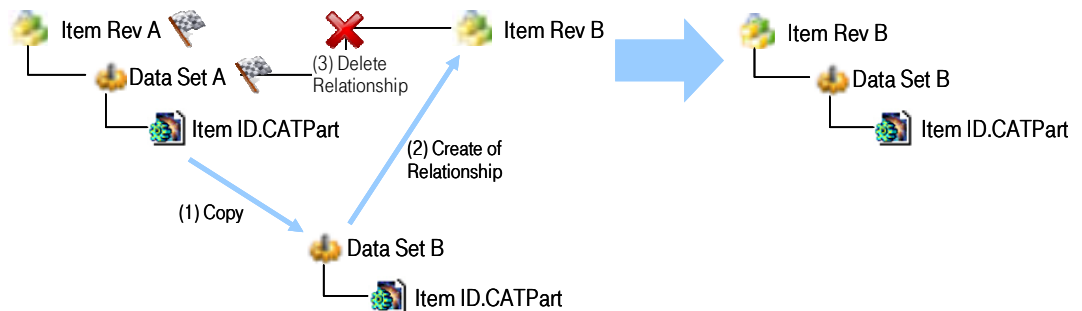 Item Rev A
Item Rev B
Data Set A
(3) Delete
Relationship
Item ID.CATPart
(2) Create of
Relationship
(1) Copy
Data Set B
Item ID.CATPart
Item Rev B
Data Set B
Item ID.CATPart